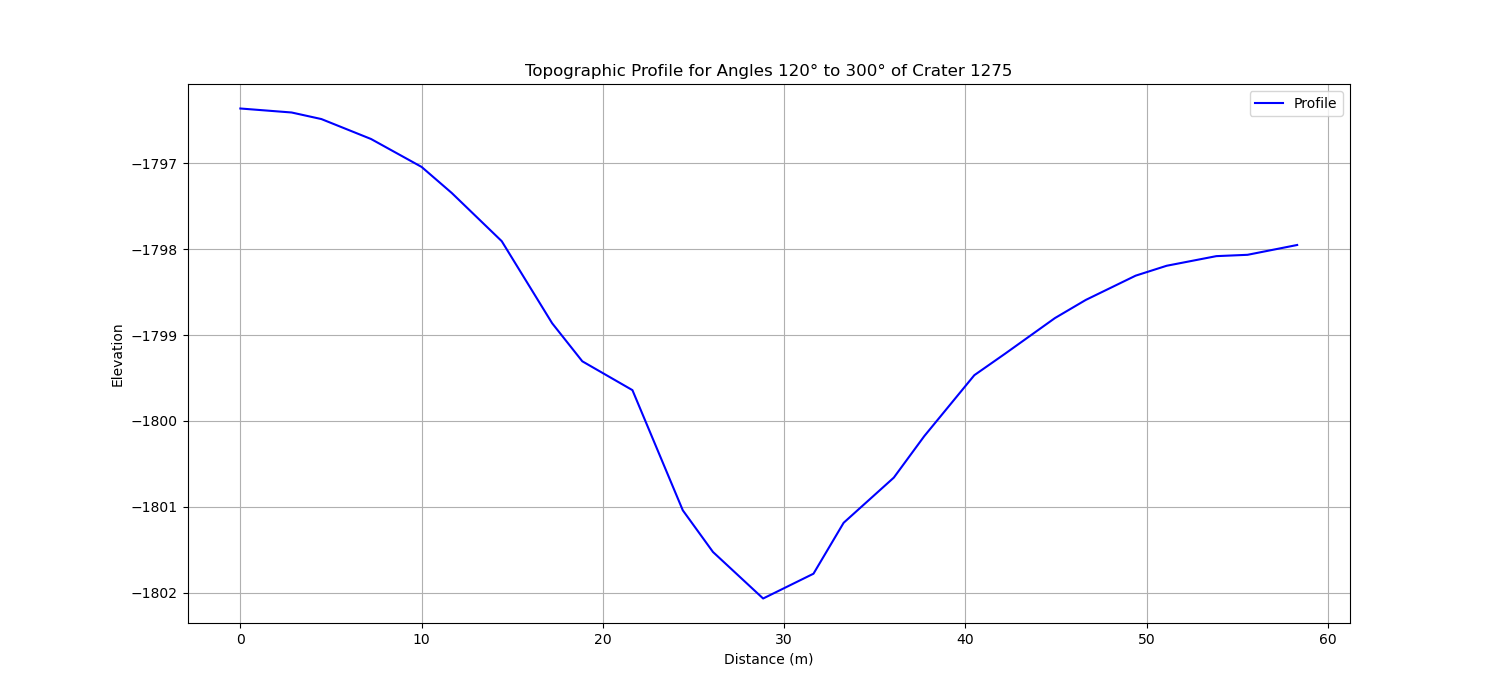 Topographic Profile for Angles 120° to 300° of Crater 1275
Profile
Elevation
−1797
−1798
−1799
−1800
−1801
−1802
0 10 20 30 40 50 60
Distance (m)